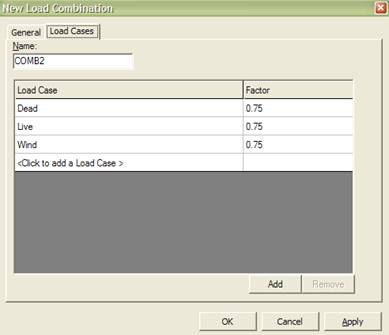 New Load Combination
General Load Cases
Name:
COMB2
Load Case Factor
Dead 0.75
Live 0.75
Wind 0.75
<Click to add a Load Case >
Add Remove
OK Cancel Apply